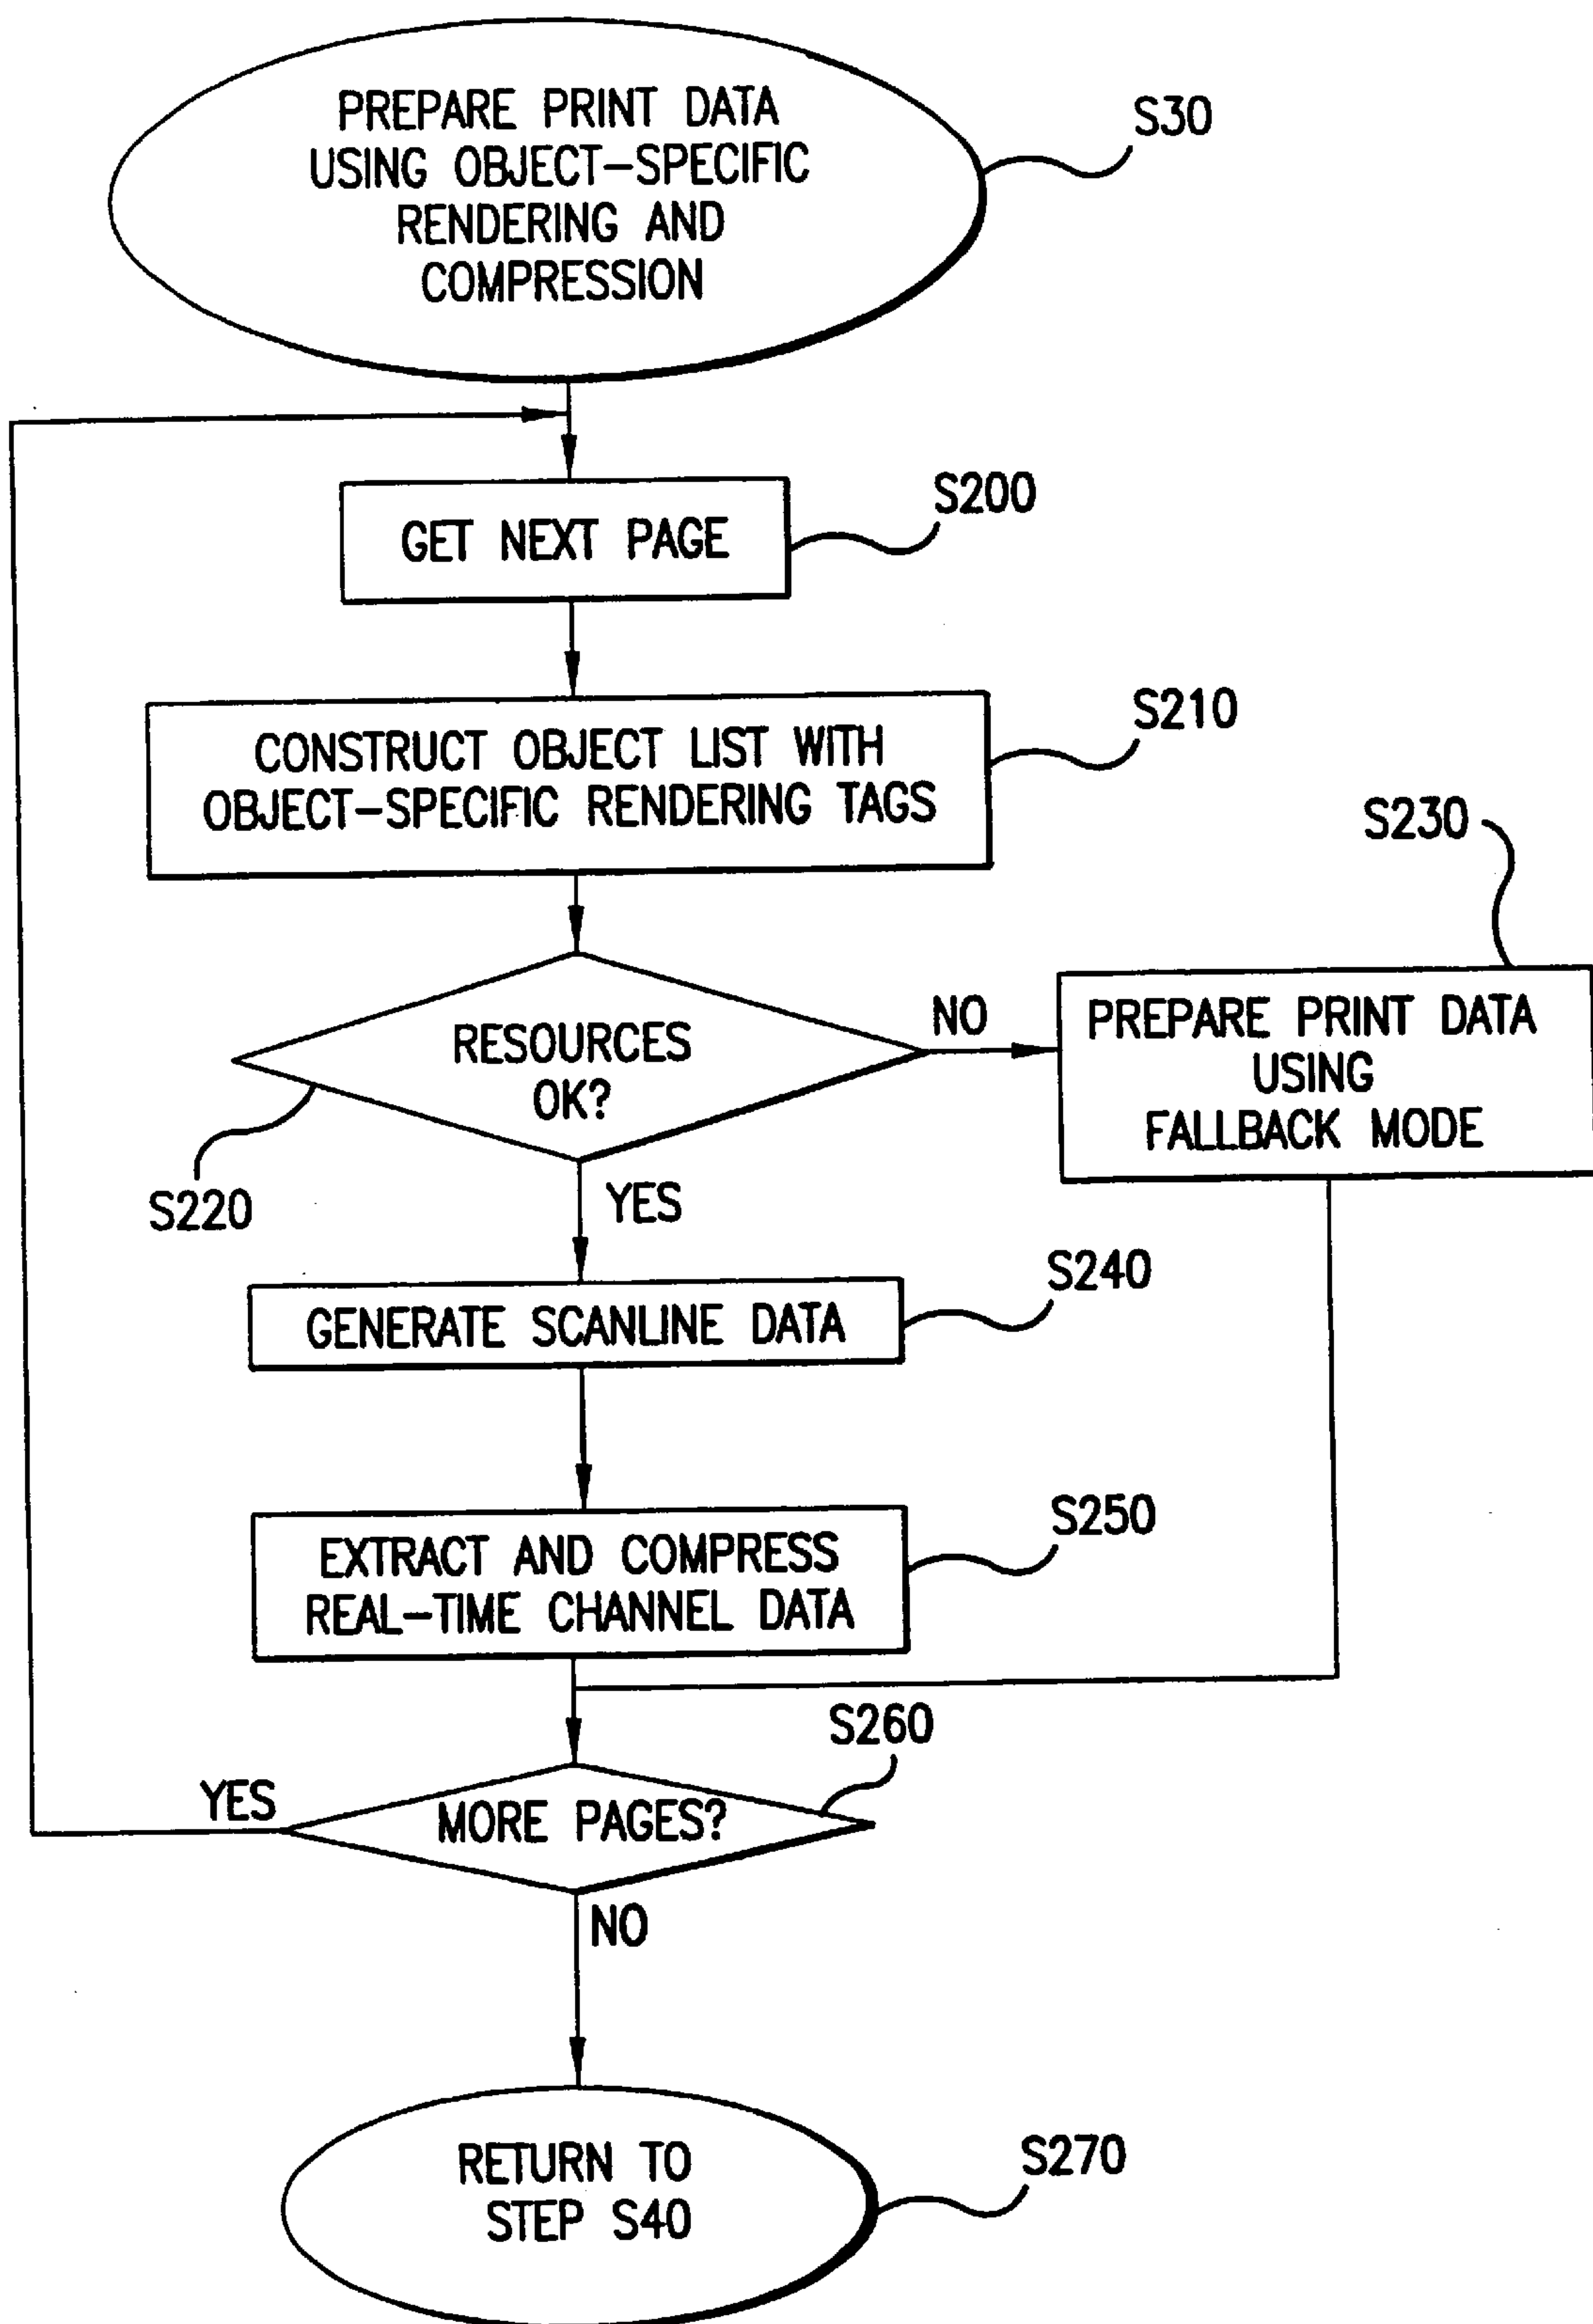 PREPARE PRINT DATA
USING OBJECT-SPECIFIC
RENDERING AND
COMPRESSION
S30
GET NEXT PAGE
S200
CONSTRUCT OBJECT LIST WITH
OBJECT-SPECIFIC RENDERING TAGS
S210
RESOURCES
OK?
S220
NO
PREPARE PRINT DATA
USING
FALLBACK MODE
S230
YES
GENERATE SCANLINE DATA
S240
EXTRACT AND COMPRESS
REAL-TIME CHANNEL DATA
S250
MORE PAGES?
S260
YES
NO
RETURN TO
STEP S40
S270